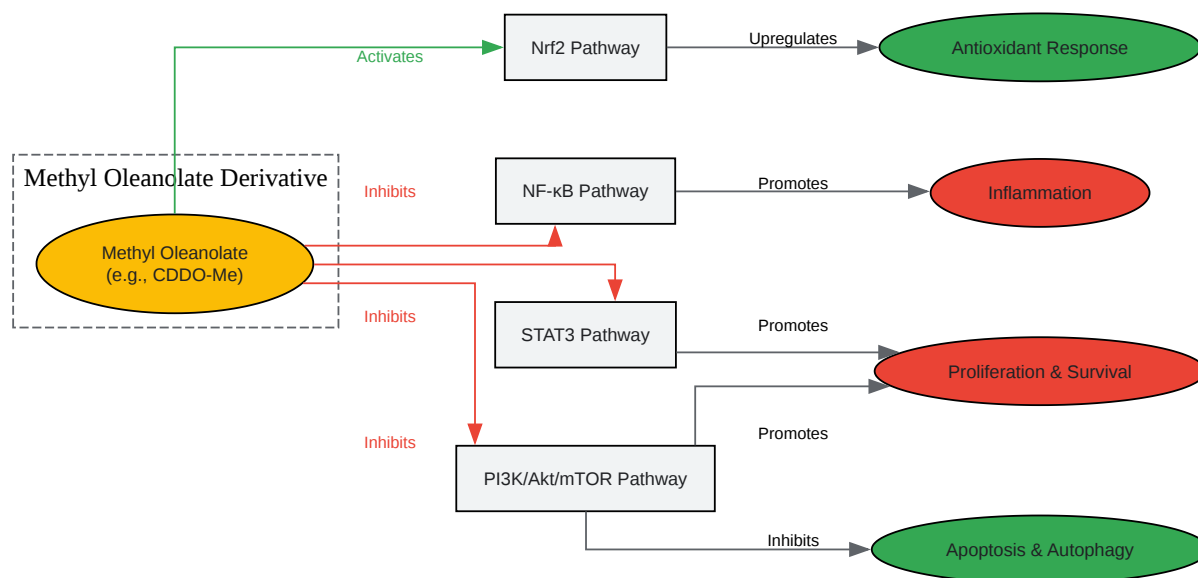 Nrf2 Pathway
Upregulates
Antioxidant Response
Activates
Methyl Oleanolate Derivative
Inhibits
NF-κB Pathway
Promotes
Inflammation
Methyl Oleanolate
(e.g., CDDO-Me)
Inhibits
STAT3 Pathway
Promotes
Proliferation & Survival
Inhibits
Promotes
PI3K/Akt/mTOR Pathway
Inhibits
Apoptosis & Autophagy